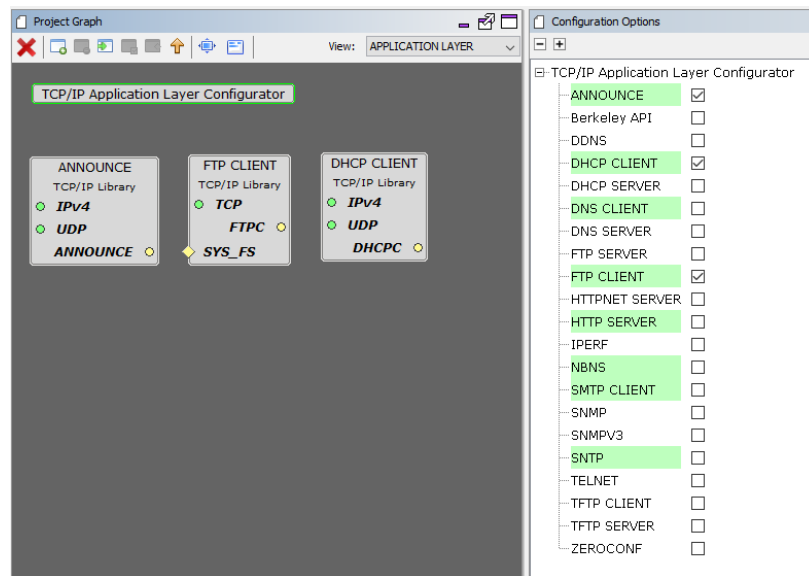 Project Graph
View: APPLICATION LAYER
TCP/IP Application Layer Configurator
ANNOUNCE
TCP/IP Library
IPv4
UDP
ANNOUNCE
FTP CLIENT
TCP/IP Library
TCP
FTPC
SYS_FS
DHCP CLIENT
TCP/IP Library
IPv4
UDP
DHCPC
Configuration Options
TCP/IP Application Layer Configurator
ANNOUNCE
Berkeley API
DDNS
DHCP CLIENT
DHCP SERVER
DNS CLIENT
DNS SERVER
FTP SERVER
FTP CLIENT
HTTPNET SERVER
HTTP SERVER
IPERF
NBNS
SMTP CLIENT
SNMP
SNMPV3
SNTP
TELNET
TFTP CLIENT
TFTP SERVER
ZEROCONF